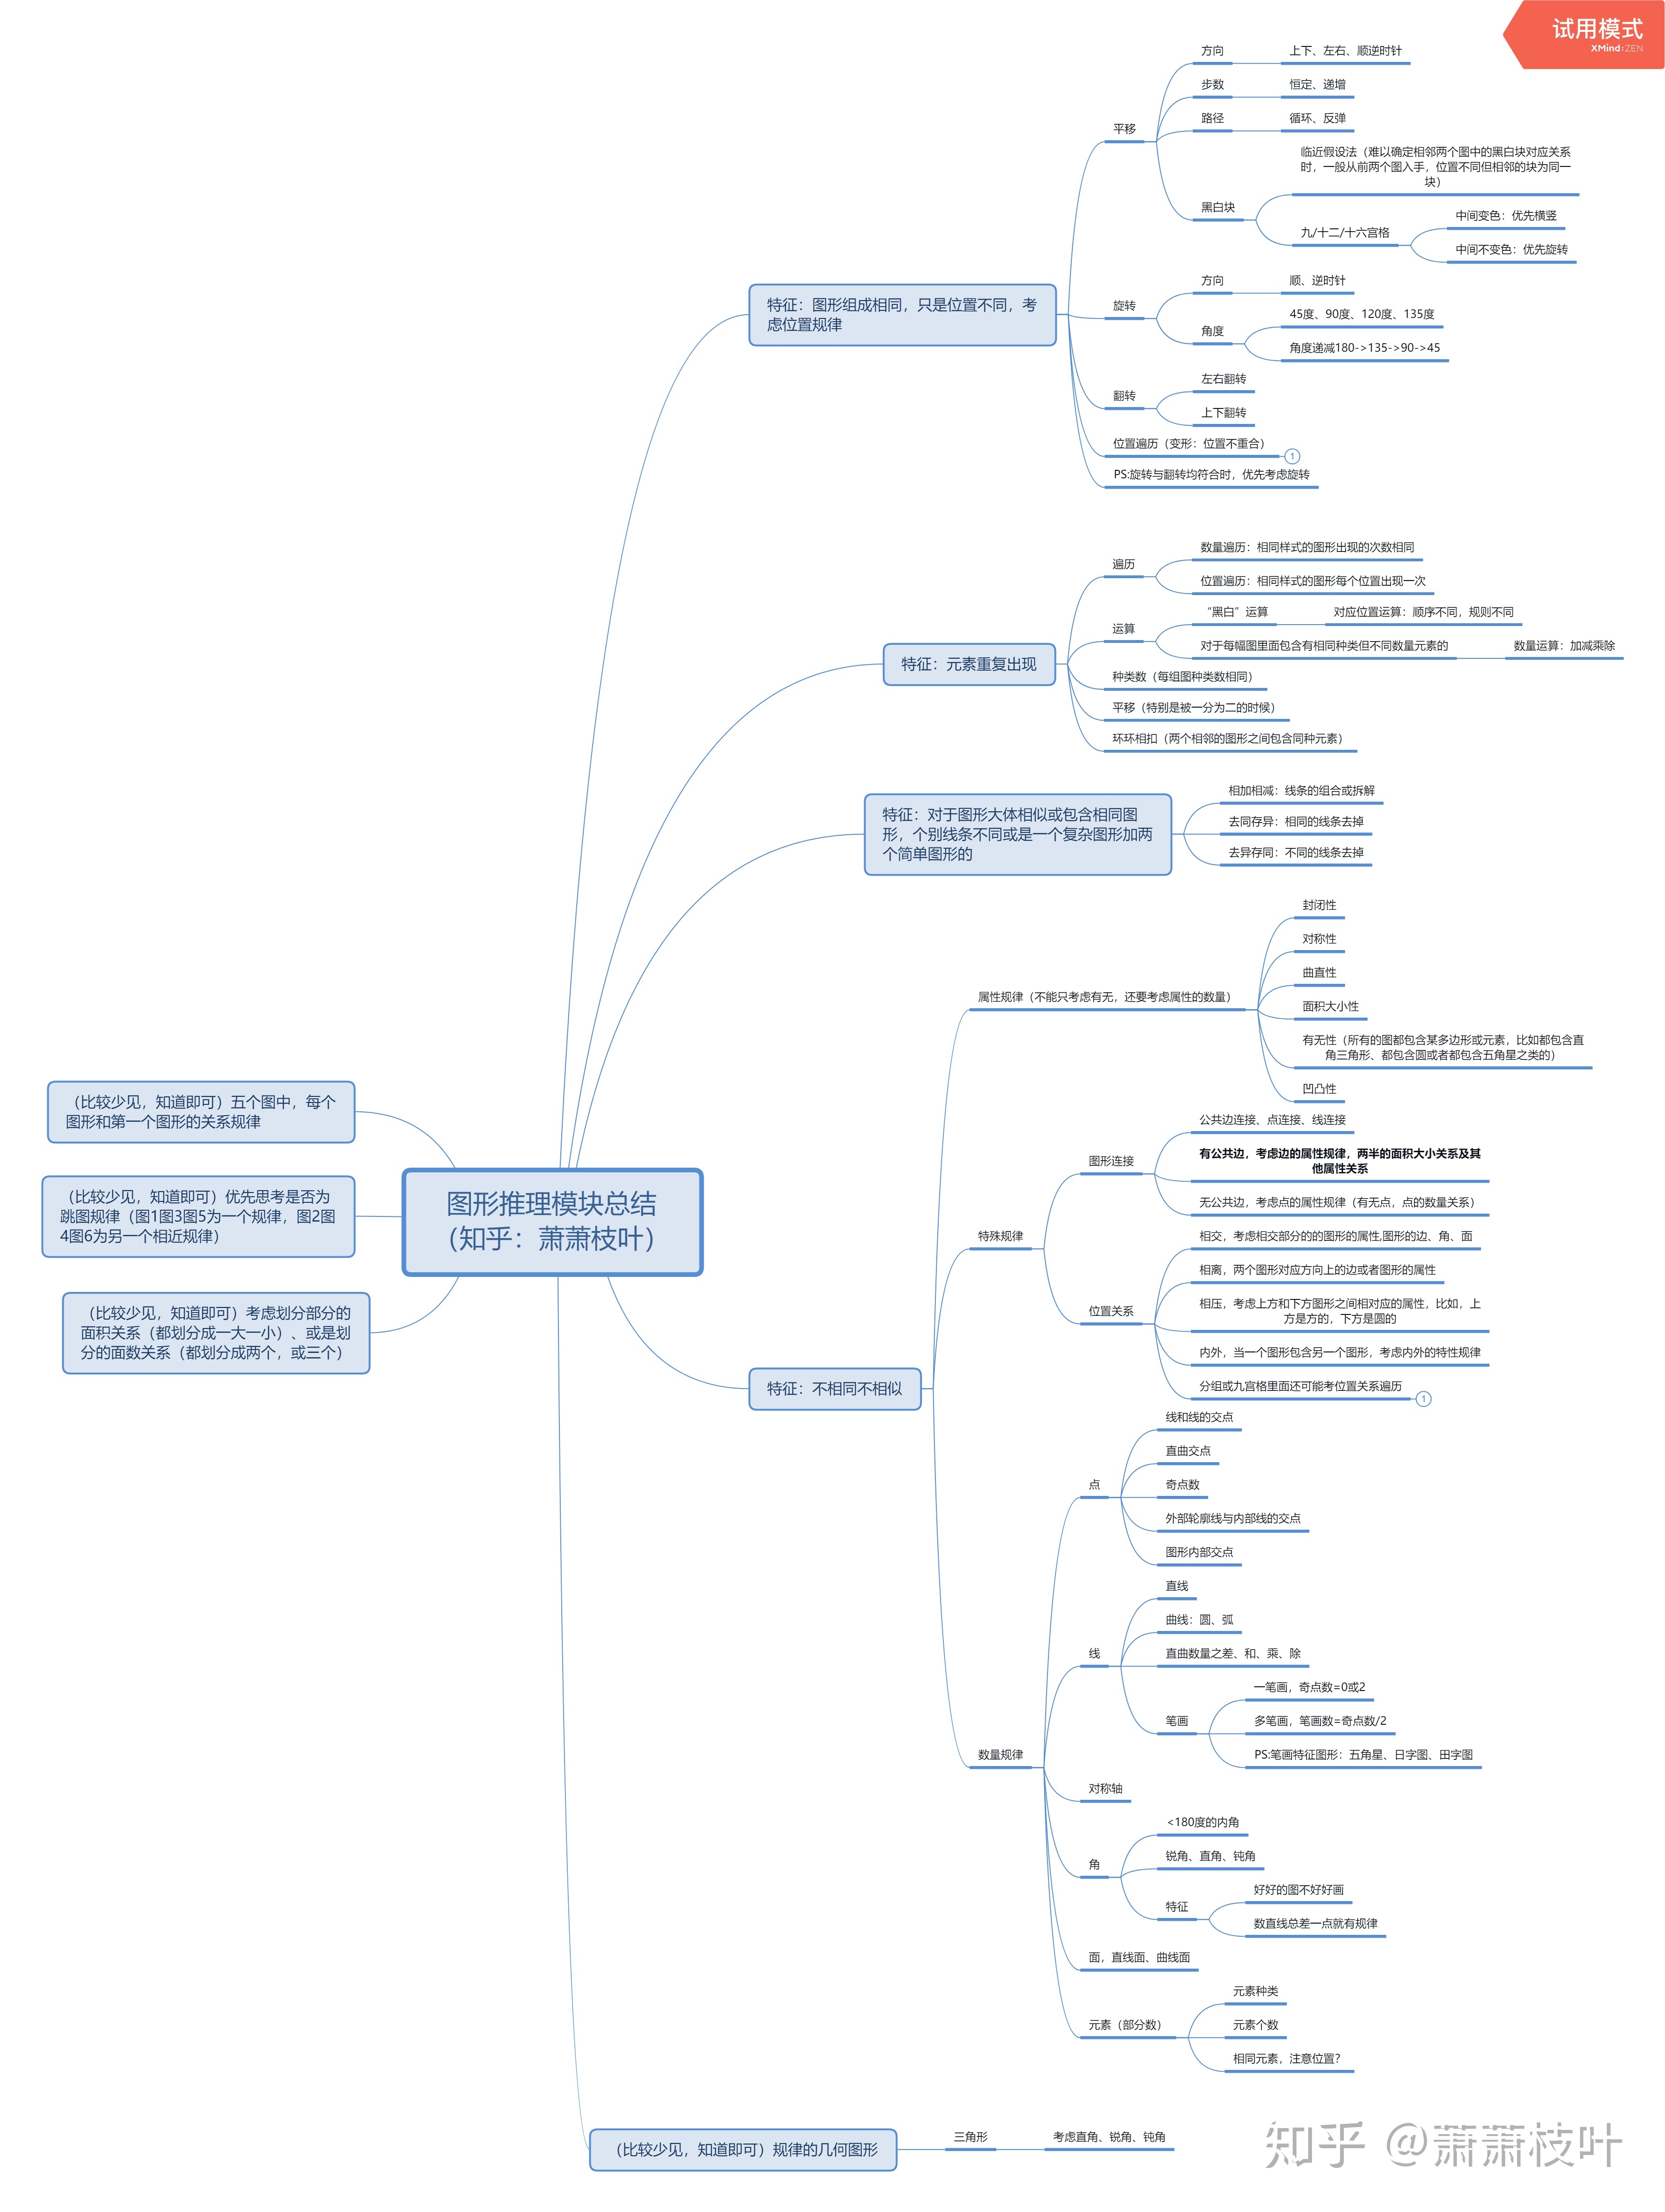 试用模式
XMind:ZEN
方向
上下、左右、顺逆时针
步数
恒定、递增
路径
循环、反弹
平移
临近假设法（难以确定相邻两个图中的黑白块对应关系
时，一般从前两个图入手，位置不同但相邻的块为同一
块）
黑白块
九/十二/十六宫格
中间变色：优先横竖
中间不变色：优先旋转
特征：图形组成相同，只是位置不同，考
虑位置规律
旋转
方向
顺、逆时针
角度
45度、90度、120度、135度
角度递减180->135->90->45
翻转
左右翻转
上下翻转
位置遍历（变形：位置不重合）
1
PS:旋转与翻转均符合时，优先考虑旋转
特征：元素重复出现
遍历
数量遍历：相同样式的图形出现的次数相同
位置遍历：相同样式的图形每个位置出现一次
运算
“黑白”运算
对应位置运算：顺序不同，规则不同
对于每幅图里面包含有相同种类但不同数量元素的
数量运算：加减乘除
种类数（每组图种类数相同）
平移（特别是被一分为二的时候）
环环相扣（两个相邻的图形之间包含同种元素）
特征：对于图形大体相似或包含相同图
形，个别线条不同或是一个复杂图形加两
个简单图形的
相加相减：线条的组合或拆解
去同存异：相同的线条去掉
去异存同：不同的线条去掉
属性规律（不能只考虑有无，还要考虑属性的数量）
封闭性
对称性
曲直性
面积大小性
有无性（所有的图都包含某多边形或元素，比如都包含直
角三角形、都包含圆或者都包含五角星之类的）
凹凸性
（比较少见，知道即可）五个图中，每个
图形和第一个图形的关系规律
（比较少见，知道即可）优先思考是否为
跳图规律（图1图3图5为一个规律，图2图
4图6为另一个相近规律）
（比较少见，知道即可）考虑划分部分的
面积关系（都划分成一大一小）、或是划
分的面数关系（都划分成两个，或三个）
图形推理模块总结
（知乎：萧萧枝叶）
特征：不相同不相似
特殊规律
图形连接
公共边连接、点连接、线连接
有公共边，考虑边的属性规律，两半的面积大小关系及其
他属性关系
无公共边，考虑点的属性规律（有无点，点的数量关系）
位置关系
相交，考虑相交部分的的图形的属性,图形的边、角、面
相离，两个图形对应方向上的边或者图形的属性
相压，考虑上方和下方图形之间相对应的属性，比如，上
方是方的，下方是圆的
内外，当一个图形包含另一个图形，考虑内外的特性规律
分组或九宫格里面还可能考位置关系遍历
1
数量规律
点
线和线的交点
直曲交点
奇点数
外部轮廓线与内部线的交点
图形内部交点
线
直线
曲线：圆、弧
直曲数量之差、和、乘、除
笔画
一笔画，奇点数=0或2
多笔画，笔画数=奇点数/2
PS:笔画特征图形：五角星、日字图、田字图
对称轴
角
<180度的内角
锐角、直角、钝角
特征
好好的图不好好画
数直线总差一点就有规律
面，直线面、曲线面
元素（部分数）
元素种类
元素个数
相同元素，注意位置？
（比较少见，知道即可）规律的几何图形
三角形
考虑直角、锐角、钝角
知乎 @萧萧枝叶